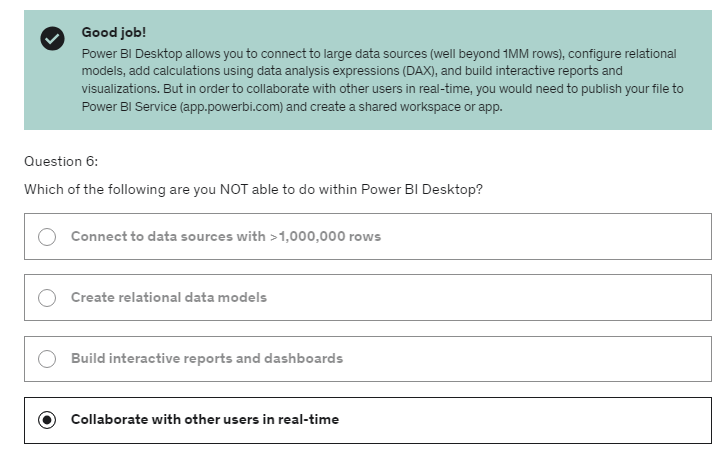 Good job!
Power BI Desktop allows you to connect to large data sources (well beyond 1MM rows), configure relational
models, add calculations using data analysis expressions (DAX), and build interactive reports and
visualizations. But in order to collaborate with other users in real-time, you would need to publish your file to
Power BI Service (app.powerbi.com) and create a shared workspace or app.
Question 6:
Which of the following are you NOT able to do within Power BI Desktop?
Connect to data sources with >1,000,000 rows
Create relational data models
Build interactive reports and dashboards
Collaborate with other users in real-time